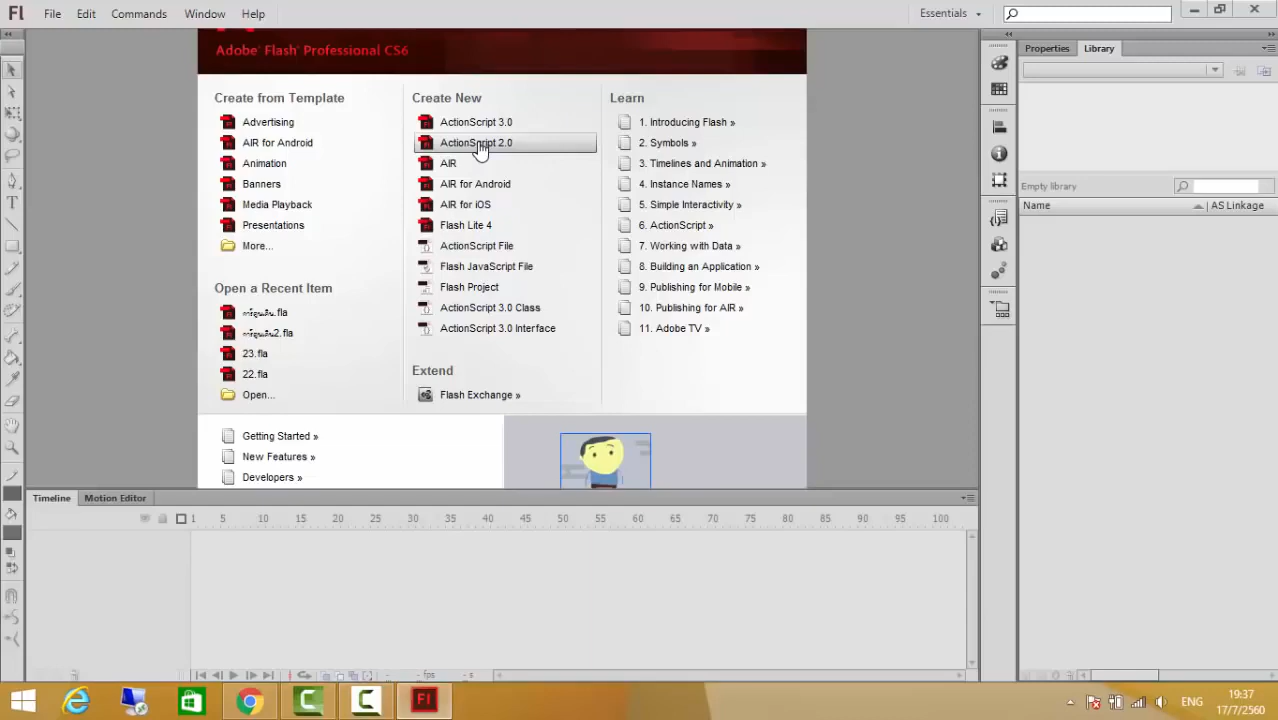 Fl File Edit Commands Window Help Essentials
Adobe® Flash® Professional CS6
Create from Template
Advertising
AIR for Android
Animation
Banners
Media Playback
Presentations
More...
Open a Recent Item
23.fla
22.fla
Open...
Create New
ActionScript 3.0
ActionScript 2.0
AIR
AIR for Android
AIR for iOS
Flash Lite 4
ActionScript File
Flash JavaScript File
Flash Project
ActionScript 3.0 Class
ActionScript 3.0 Interface
Extend
Flash Exchange »
Learn
1. Introducing Flash »
2. Symbols »
3. Timelines and Animation »
4. Instance Names »
5. Simple Interactivity »
6. ActionScript »
7. Working with Data »
8. Building an Application »
9. Publishing for Mobile »
10. Publishing for AIR »
11. Adobe TV »
Getting Started »
New Features »
Developers »
Properties Library
Empty library
Name AS Linkage
Timeline Motion Editor
1 5 10 15 20 25 30 35 40 45 50 55 60 65 70 75 80 85 90 95 100
fps s
Fl ENG 19:37
17/7/2560